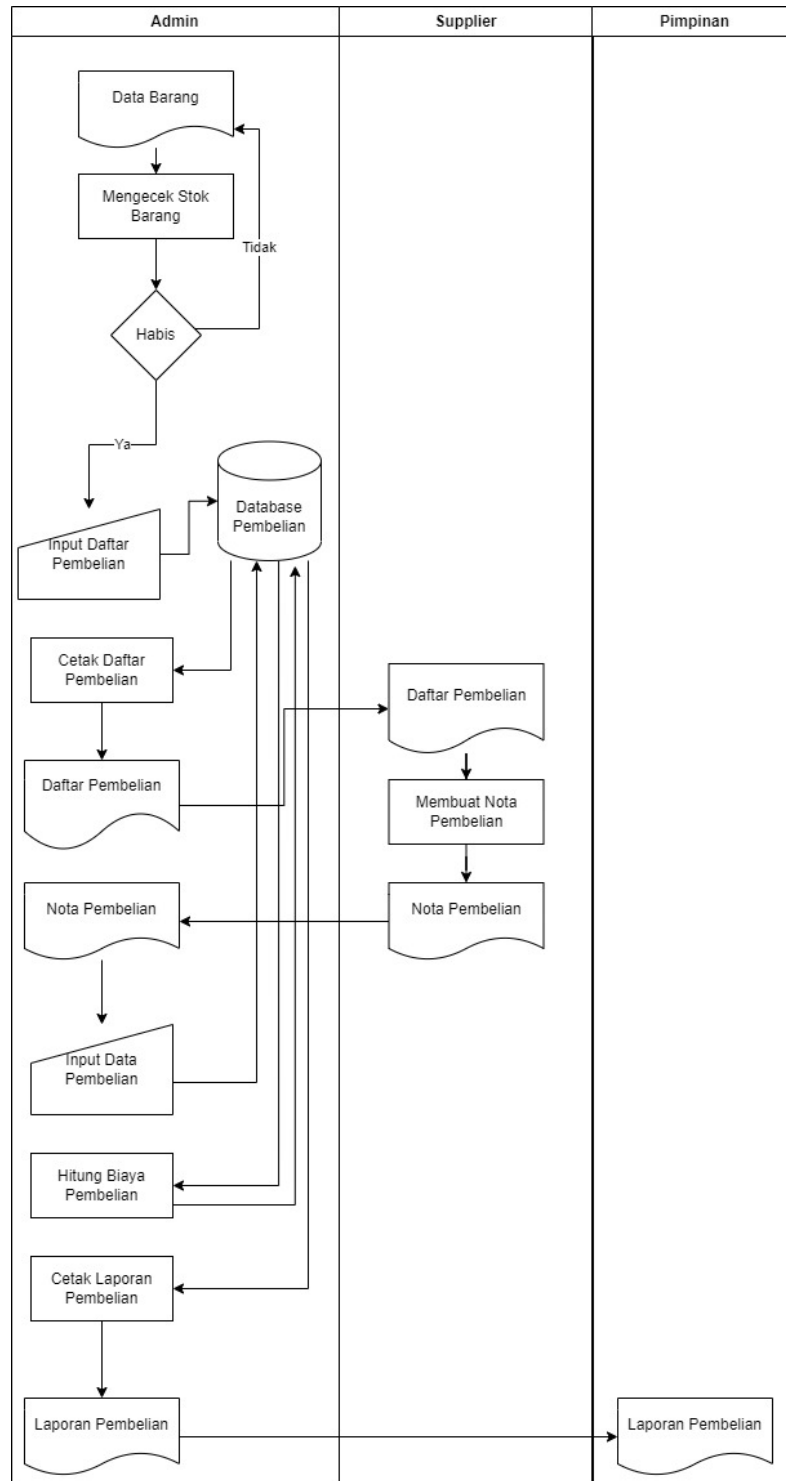 Admin
Supplier
Pimpinan
Data Barang
Mengecek Stok
Barang
Tidak
Habis
Ya
Database
Pembelian
Input Daftar
Pembelian
Cetak Daftar
Pembelian
Daftar Pembelian
Daftar Pembelian
Membuat Nota
Pembelian
Nota Pembelian
Nota Pembelian
Input Data
Pembelian
Hitung Biaya
Pembelian
Cetak Laporan
Pembelian
Laporan Pembelian
Laporan Pembelian